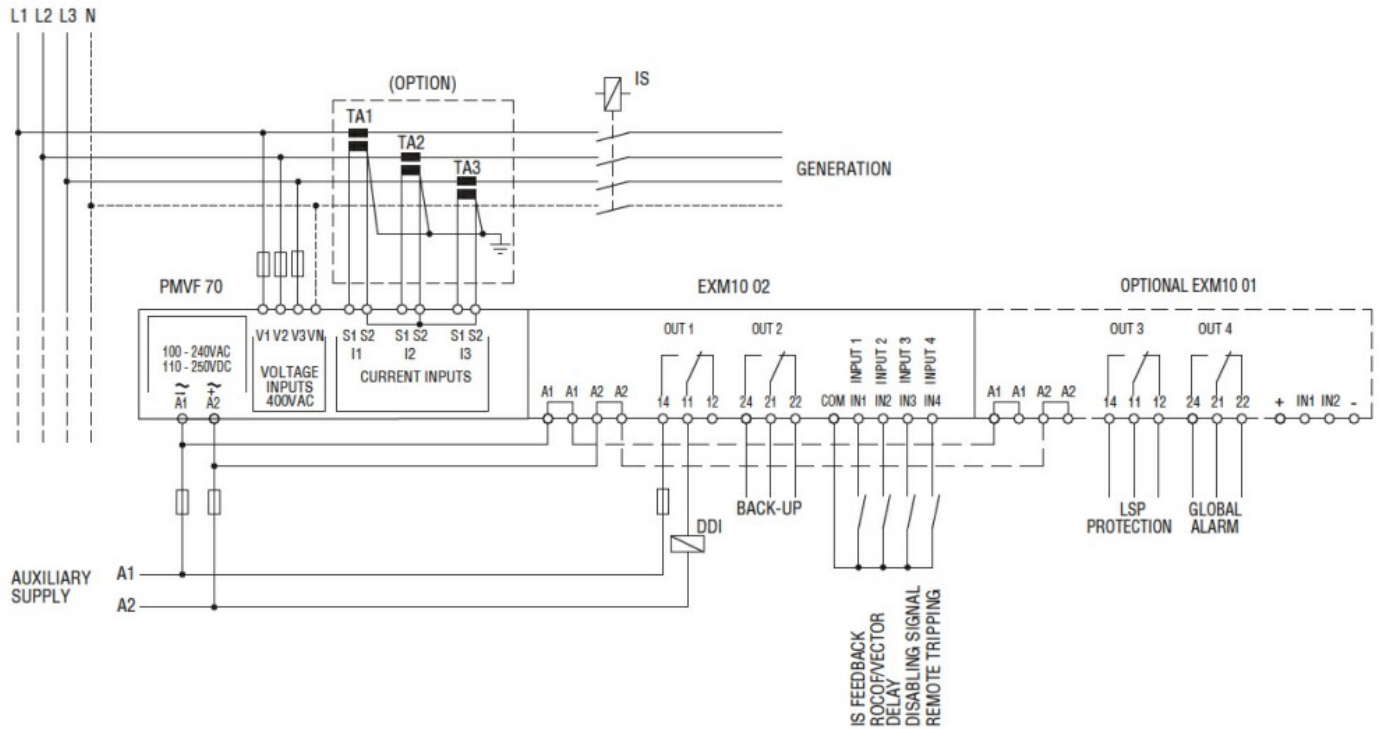 L1 L2 L3 N
(OPTION)
IS
TA1
TA2
TA3
GENERATION
PMVF 70
EXM10 02
OPTIONAL EXM10 01
100 - 240VAC
110 - 250VDC
~ ~
+
A1 A2
V1 V2 V3 VN
VOLTAGE
INPUTS
400VAC
S1 S2 S1 S2 S1 S2
I1 I2 I3
CURRENT INPUTS
A1 A1 A2 A2
OUT 1
14 11 12
OUT 2
24 21 22
INPUT 1
INPUT 2
INPUT 3
INPUT 4
COM IN1 IN2 IN3 IN4
A1 A1 A2 A2
OUT 3
14 11 12
OUT 4
24 21 22
+ IN1 IN2 -
BACK-UP
DDI
LSP
PROTECTION
GLOBAL
ALARM
AUXILIARY
SUPPLY
A1
A2
IS FEEDBACK
ROCOF/VECTOR
DELAY
DISABLING SIGNAL
REMOTE TRIPPING